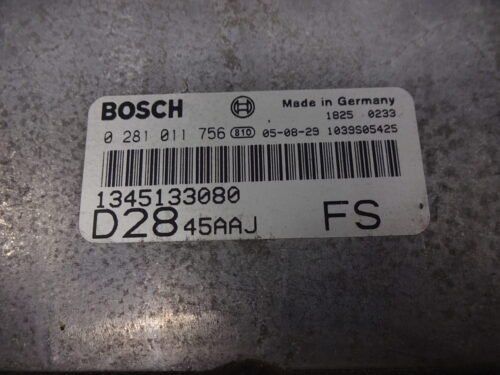 BOSCH Made in Germany
1825 0233
0 281 011 756 810 05-08-29 1039S05425
1345133080
D28 45AAJ FS